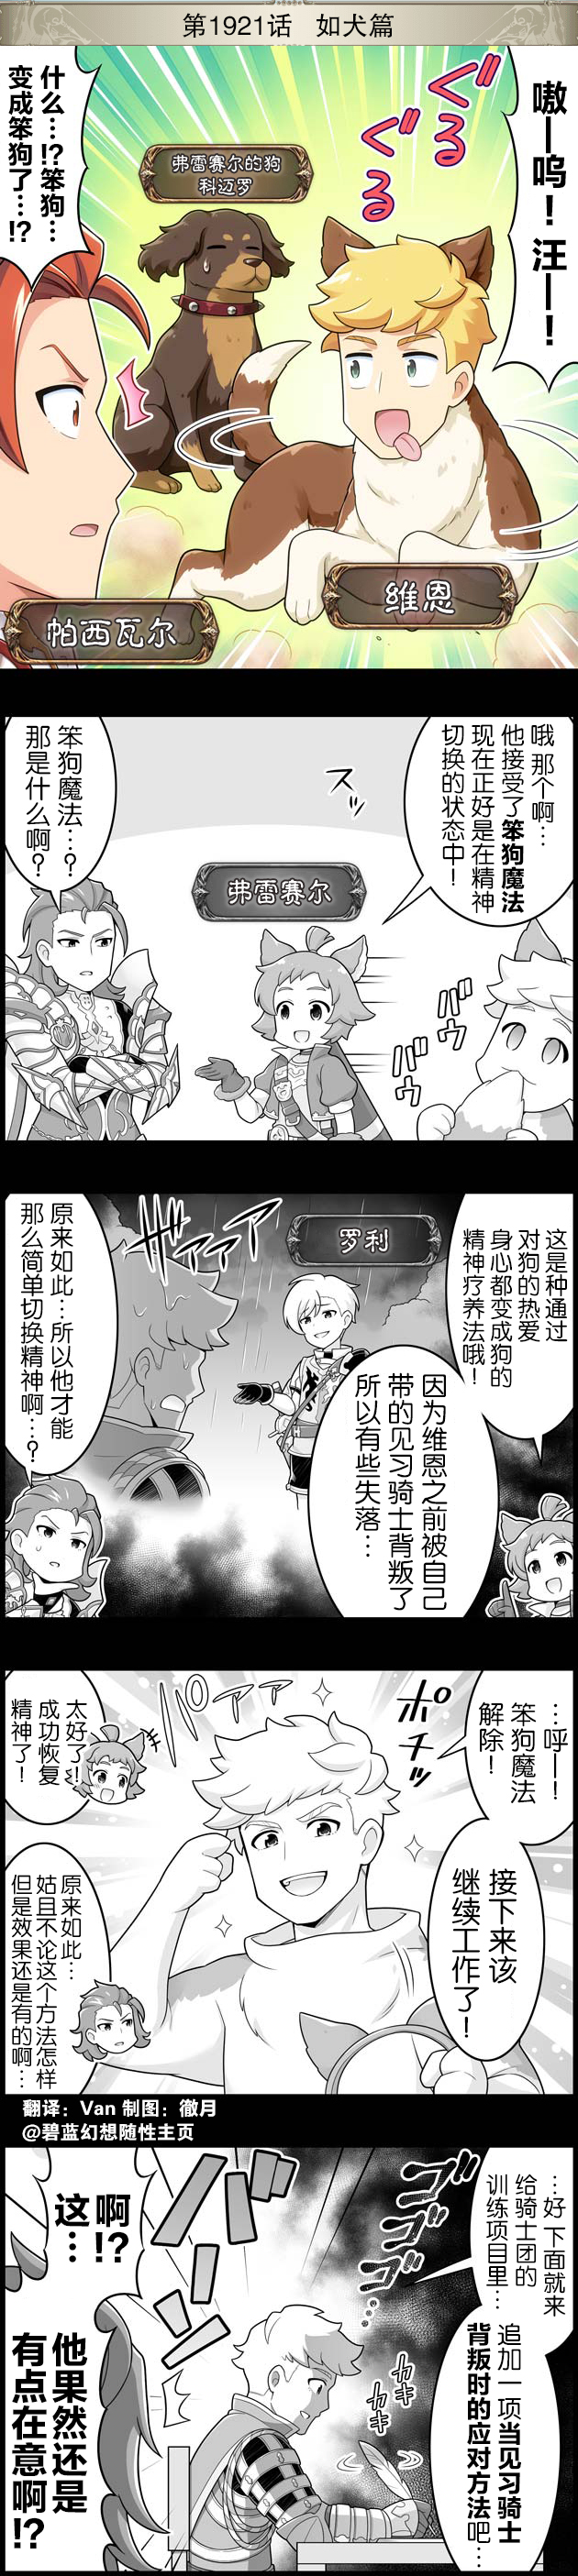 第1921话　如犬篇
嗷ー呜！汪ー！
ぐる
ぐる
弗雷赛尔的狗
科迈罗
什么…!?笨狗…
变成笨狗了…!?
维恩
帕西瓦尔
哦 那个啊…
他接受了笨狗魔法
现在正好是在精神
切换的状态中！
スッ
弗雷赛尔
笨狗魔法…？
那是什么啊？
バウ
バウ
这是种通过
对狗的热爱
身心都变成狗的
精神疗养法哦！
罗利
ザァァァ
因为维恩之前被自己
带的见习骑士背叛了
所以有些失落…
原来如此…所以他才能
那么简单切换精神啊…？
…呼ー！
笨狗魔法
解除！
ポチッ
パァァ
接下来该
继续工作了！
太好了！
成功恢复
精神了！
原来如此…
姑且不论这个方法怎样
但是效果还是有的啊…
翻译：Van 制图：徹月
@碧蓝幻想随性主页
…好 下面就来
给骑士团的
训练项目里…
追加一项当见习骑士
背叛时的应对方法吧…
ゴゴゴ…
カキ
カキ
バッ
啊!?
这…
他果然还是
有点在意啊!?